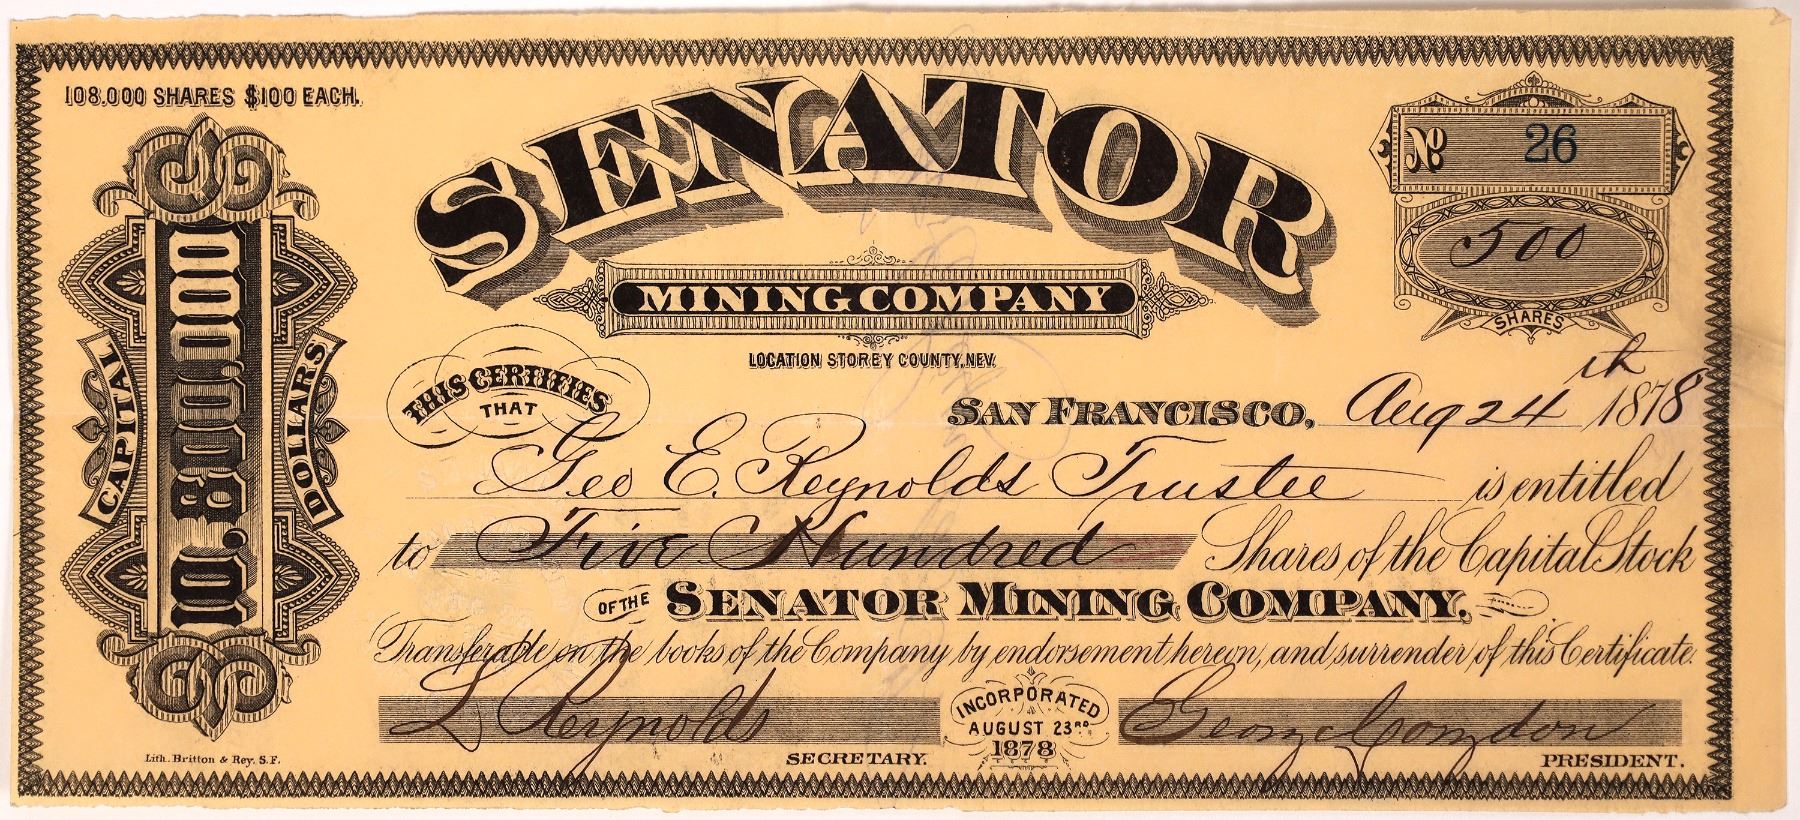 108.000 SHARES $100 EACH.
SENATOR
Nº 26
MINING COMPANY
500
SHARES
LOCATION STOREY COUNTY, NEV.
CAPITAL
10.800.000
DOLLARS
THIS CERTIFIES
THAT
SAN FRANCISCO, Aug 24th 1878
Geo E. Reynolds Trustee is entitled
to Five Hundred Shares of the Capital Stock
OF THE SENATOR MINING COMPANY,
Transferable on the books of the Company by endorsement hereon, and surrender of this Certificate.
L Reynolds
INCORPORATED
AUGUST 23RD
1878
George Congdon
Lith. Britton & Rey. S.F.
SECRETARY.
PRESIDENT.